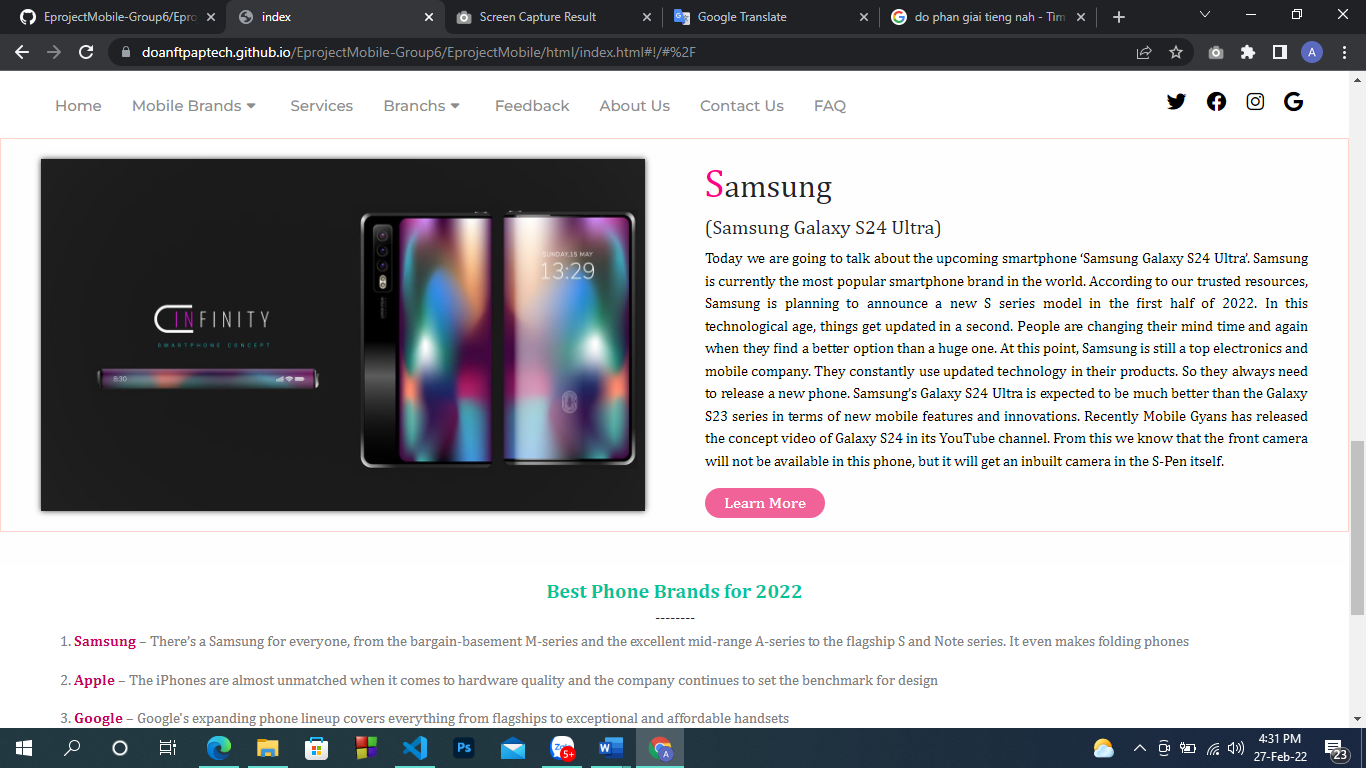 EprojectMobile-Group6/Epro
index
Screen Capture Result
Google Translate
do phan giai tieng nah - Tim
doanftpaptech.github.io/EprojectMobile-Group6/EprojectMobile/html/index.html#!/#%2F
A
Home Mobile Brands Services Branchs Feedback About Us Contact Us FAQ
INFINITY
SMARTPHONE CONCEPT
8:30
SUNDAY,15 MAY
13:29
Samsung
(Samsung Galaxy S24 Ultra)
Today we are going to talk about the upcoming smartphone ‘Samsung Galaxy S24 Ultra’. Samsung
is currently the most popular smartphone brand in the world. According to our trusted resources,
Samsung is planning to announce a new S series model in the first half of 2022. In this
technological age, things get updated in a second. People are changing their mind time and again
when they find a better option than a huge one. At this point, Samsung is still a top electronics and
mobile company. They constantly use updated technology in their products. So they always need
to release a new phone. Samsung's Galaxy S24 Ultra is expected to be much better than the Galaxy
S23 series in terms of new mobile features and innovations. Recently Mobile Gyans has released
the concept video of Galaxy S24 in its YouTube channel. From this we know that the front camera
will not be available in this phone, but it will get an inbuilt camera in the S-Pen itself.
Learn More
Best Phone Brands for 2022
--------
1. Samsung – There's a Samsung for everyone, from the bargain-basement M-series and the excellent mid-range A-series to the flagship S and Note series. It even makes folding phones
2. Apple – The iPhones are almost unmatched when it comes to hardware quality and the company continues to set the benchmark for design
3. Google – Google's expanding phone lineup covers everything from flagships to exceptional and affordable handsets
Ps
Zalo
5+
A
4:31 PM
27-Feb-22
23